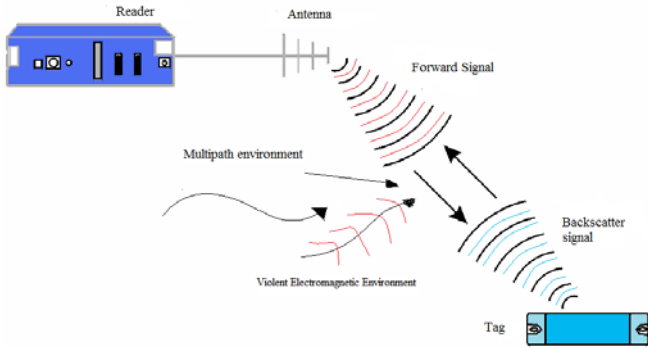 Reader
Antenna
Forward Signal
Multipath environment
Backscatter
signal
Violent Electromagnetic Environment
Tag